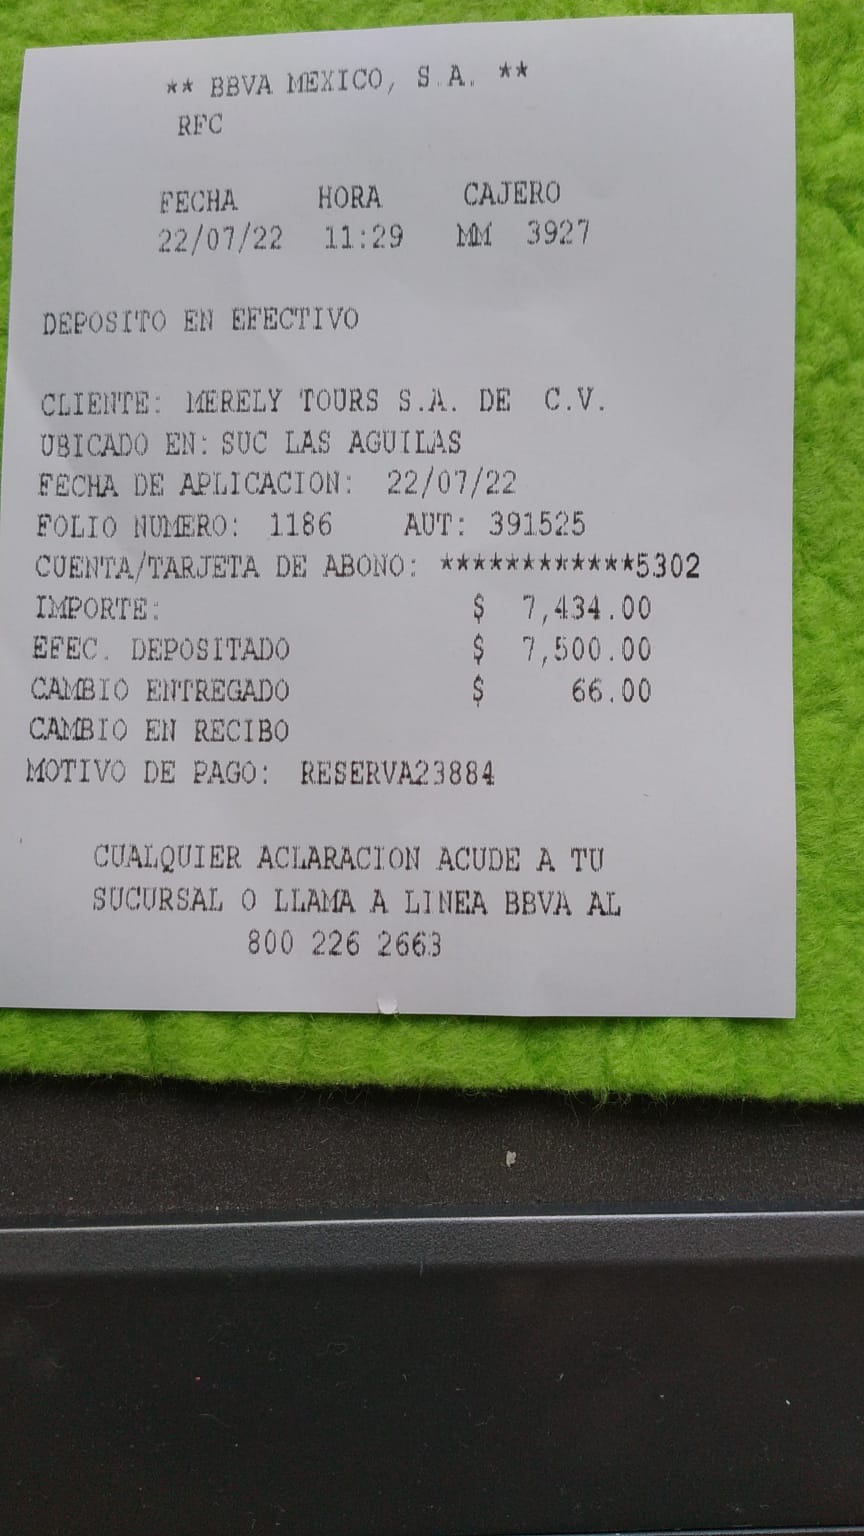 ** BBVA MEXICO, S.A. **
RFC
FECHA HORA CAJERO
22/07/22 11:29 MM 3927
DEPOSITO EN EFECTIVO
CLIENTE: MERELY TOURS S.A. DE C.V.
UBICADO EN: SUC LAS AGUILAS
FECHA DE APLICACION: 22/07/22
FOLIO NUMERO: 1186 AUT: 391525
CUENTA/TARJETA DE ABONO: ************5302
IMPORTE: $ 7,434.00
EFEC. DEPOSITADO $ 7,500.00
CAMBIO ENTREGADO $ 66.00
CAMBIO EN RECIBO
MOTIVO DE PAGO: RESERVA23884
CUALQUIER ACLARACION ACUDE A TU
SUCURSAL O LLAMA A LINEA BBVA AL
800 226 2663